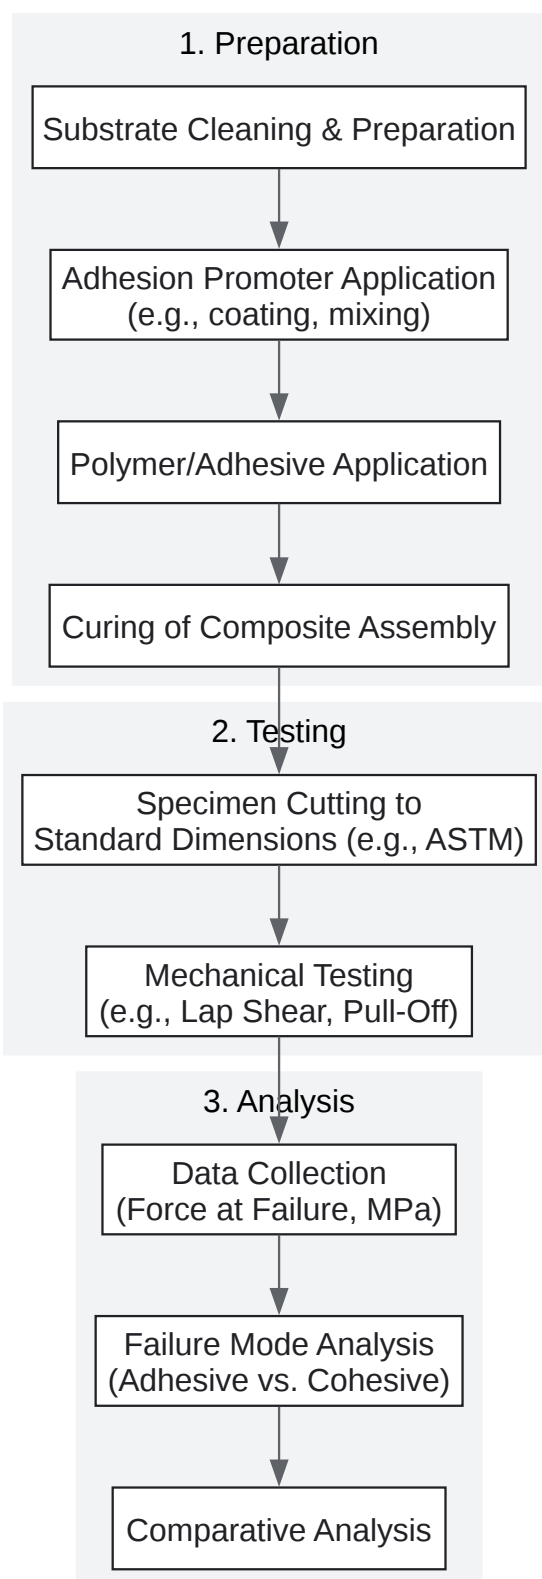 1. Preparation
Substrate Cleaning & Preparation
Adhesion Promoter Application
(e.g., coating, mixing)
Polymer/Adhesive Application
Curing of Composite Assembly
2. Testing
Specimen Cutting to
Standard Dimensions (e.g., ASTM)
Mechanical Testing
(e.g., Lap Shear, Pull-Off)
3. Analysis
Data Collection
(Force at Failure, MPa)
Failure Mode Analysis
(Adhesive vs. Cohesive)
Comparative Analysis